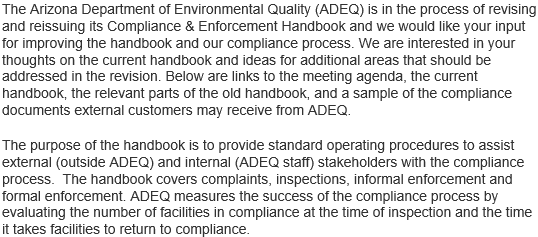 The Arizona Department of Environmental Quality (ADEQ) is in the process of revising
and reissuing its Compliance & Enforcement Handbook and we would like your input
for improving the handbook and our compliance process. We are interested in your
thoughts on the current handbook and ideas for additional areas that should be
addressed in the revision. Below are links to the meeting agenda, the current
handbook, the relevant parts of the old handbook, and a sample of the compliance
documents external customers may receive from ADEQ.
The purpose of the handbook is to provide standard operating procedures to assist
external (outside ADEQ) and internal (ADEQ staff) stakeholders with the compliance
process.  The handbook covers complaints, inspections, informal enforcement and
formal enforcement. ADEQ measures the success of the compliance process by
evaluating the number of facilities in compliance at the time of inspection and the time
it takes facilities to return to compliance.